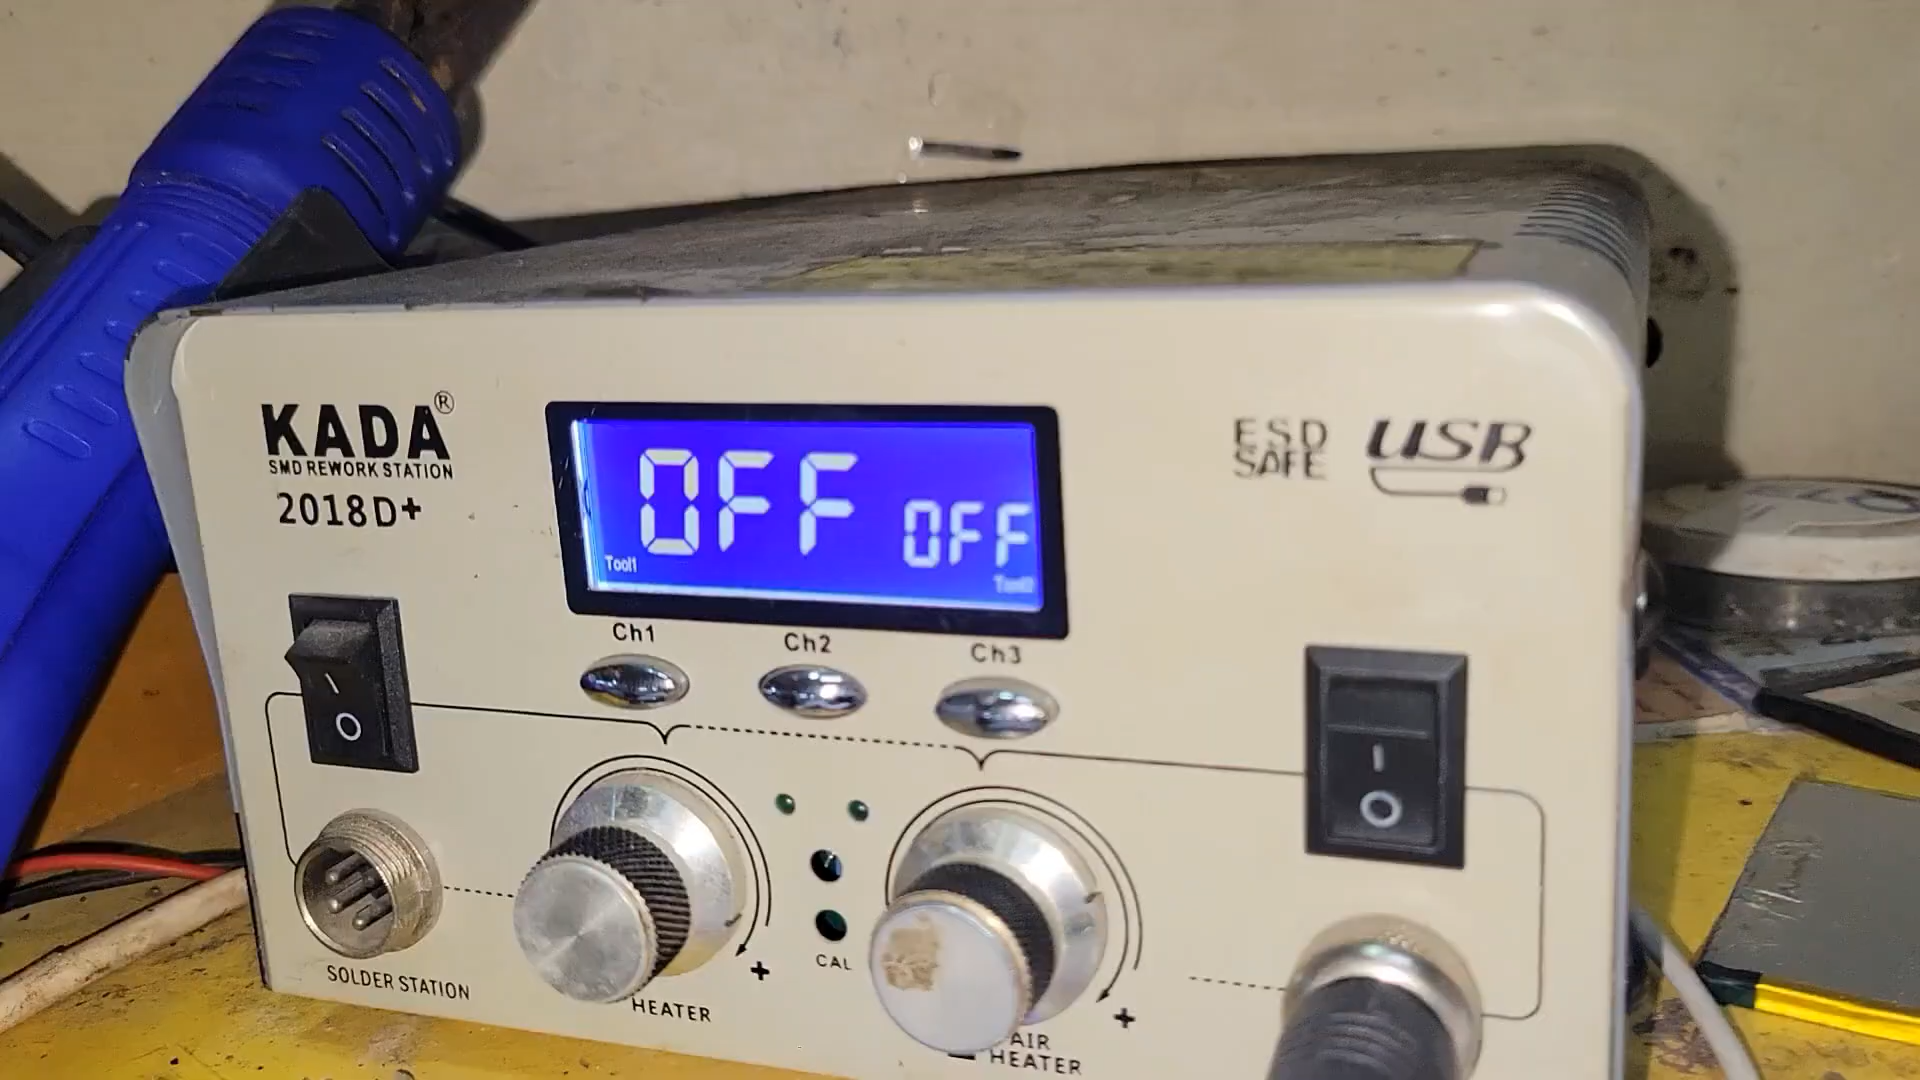 KADA®
SMD REWORK STATION
2018D+
OFF OFF
Tool1
Tool2
ESD
SAFE
USB
Ch1 Ch2 Ch3
I
O
I
O
CAL
SOLDER STATION
HEATER
+
AIR
HEATER
+